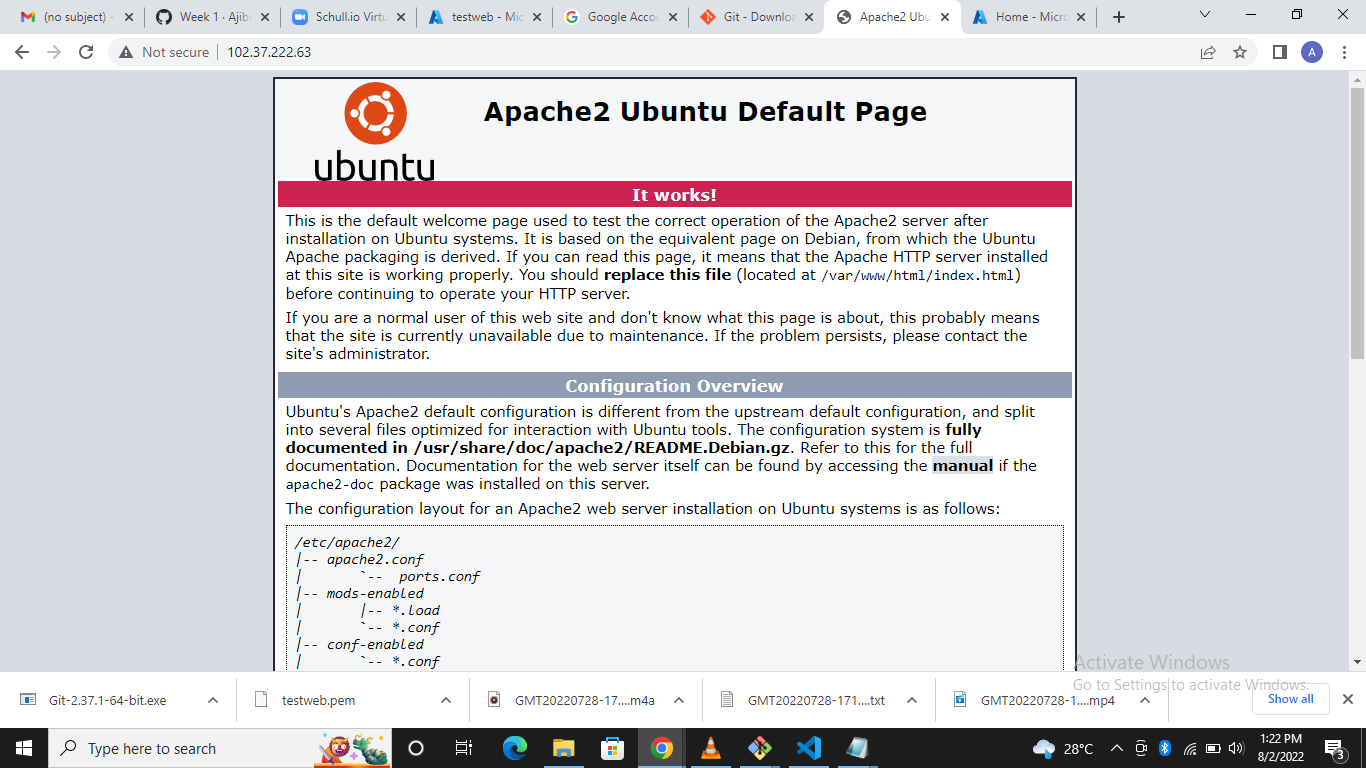 (no subject) -
Week 1 · Ajib
Schull.io Virtu
testweb - Mic
Google Accou
Git - Downloa
Apache2 Ubu
Home - Micro
Not secure
102.37.222.63
A
ubuntu
Apache2 Ubuntu Default Page
It works!
This is the default welcome page used to test the correct operation of the Apache2 server after
installation on Ubuntu systems. It is based on the equivalent page on Debian, from which the Ubuntu
Apache packaging is derived. If you can read this page, it means that the Apache HTTP server installed
at this site is working properly. You should replace this file (located at /var/www/html/index.html)
before continuing to operate your HTTP server.
If you are a normal user of this web site and don't know what this page is about, this probably means
that the site is currently unavailable due to maintenance. If the problem persists, please contact the
site's administrator.
Configuration Overview
Ubuntu's Apache2 default configuration is different from the upstream default configuration, and split
into several files optimized for interaction with Ubuntu tools. The configuration system is fully
documented in /usr/share/doc/apache2/README.Debian.gz. Refer to this for the full
documentation. Documentation for the web server itself can be found by accessing the manual if the
apache2-doc package was installed on this server.
The configuration layout for an Apache2 web server installation on Ubuntu systems is as follows:
/etc/apache2/
|-- apache2.conf
|       `--  ports.conf
|-- mods-enabled
|       |-- *.load
|       `-- *.conf
|-- conf-enabled
|       `-- *.conf
Activate Windows
Go to Settings to activate Windows.
Git-2.37.1-64-bit.exe
testweb.pem
GMT20220728-17....m4a
GMT20220728-171....txt
GMT20220728-1....mp4
Show all
Type here to search
28°C
1:22 PM
8/2/2022
3